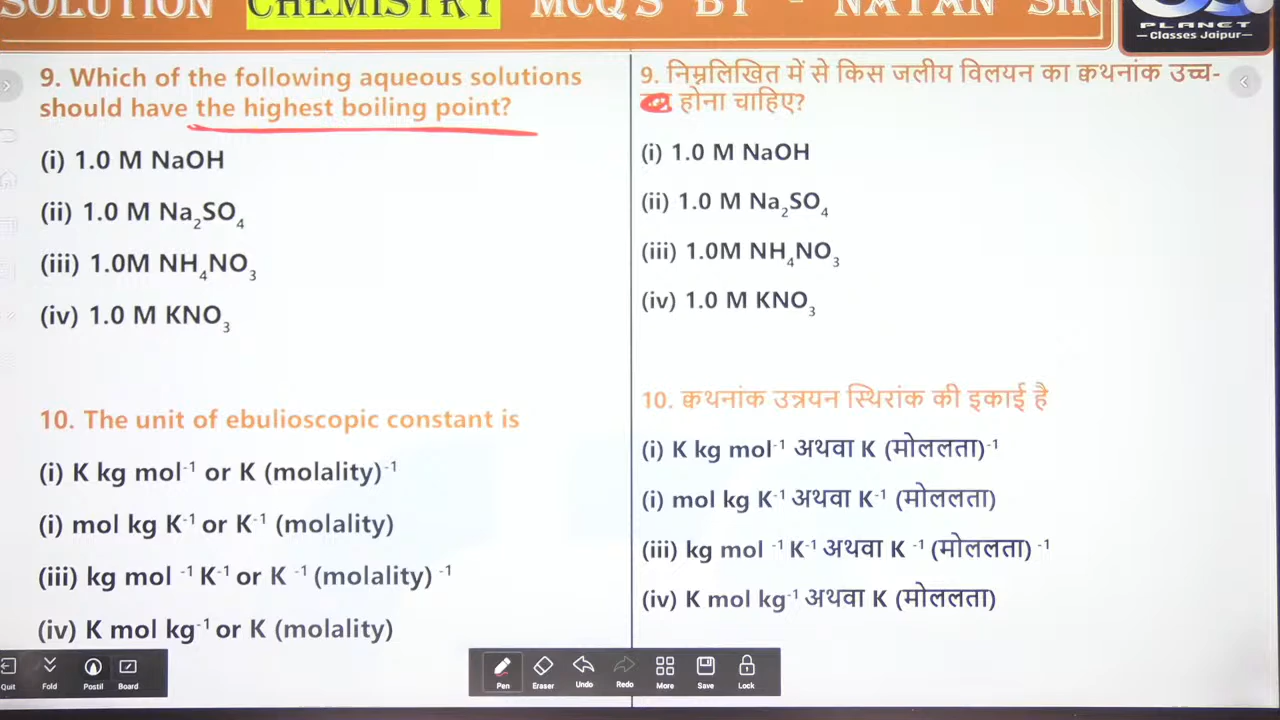 SOLUTION CHEMISTRY MCQ'S BY - NATAN SIR
PLANET
— Classes Jaipur —
9. Which of the following aqueous solutions
should have the highest boiling point?
(i) 1.0 M NaOH
(ii) 1.0 M Na₂SO₄
(iii) 1.0M NH₄NO₃
(iv) 1.0 M KNO₃
10. The unit of ebulioscopic constant is
(i) K kg mol⁻¹ or K (molality)⁻¹
(i) mol kg K⁻¹ or K⁻¹ (molality)
(iii) kg mol ⁻¹ K⁻¹ or K ⁻¹ (molality) ⁻¹
(iv) K mol kg⁻¹ or K (molality)
9. निम्नलिखित में से किस जलीय विलयन का क्वथनांक उच्च-
होना चाहिए?
(i) 1.0 M NaOH
(ii) 1.0 M Na₂SO₄
(iii) 1.0M NH₄NO₃
(iv) 1.0 M KNO₃
10. क्वथनांक उन्नयन स्थिरांक की इकाई है
(i) K kg mol⁻¹ अथवा K (मोललता)⁻¹
(i) mol kg K⁻¹ अथवा K⁻¹ (मोललता)
(iii) kg mol ⁻¹ K⁻¹ अथवा K ⁻¹ (मोललता) ⁻¹
(iv) K mol kg⁻¹ अथवा K (मोललता)
Quit Fold Postil Board
Pen Eraser Undo Redo More Save Lock